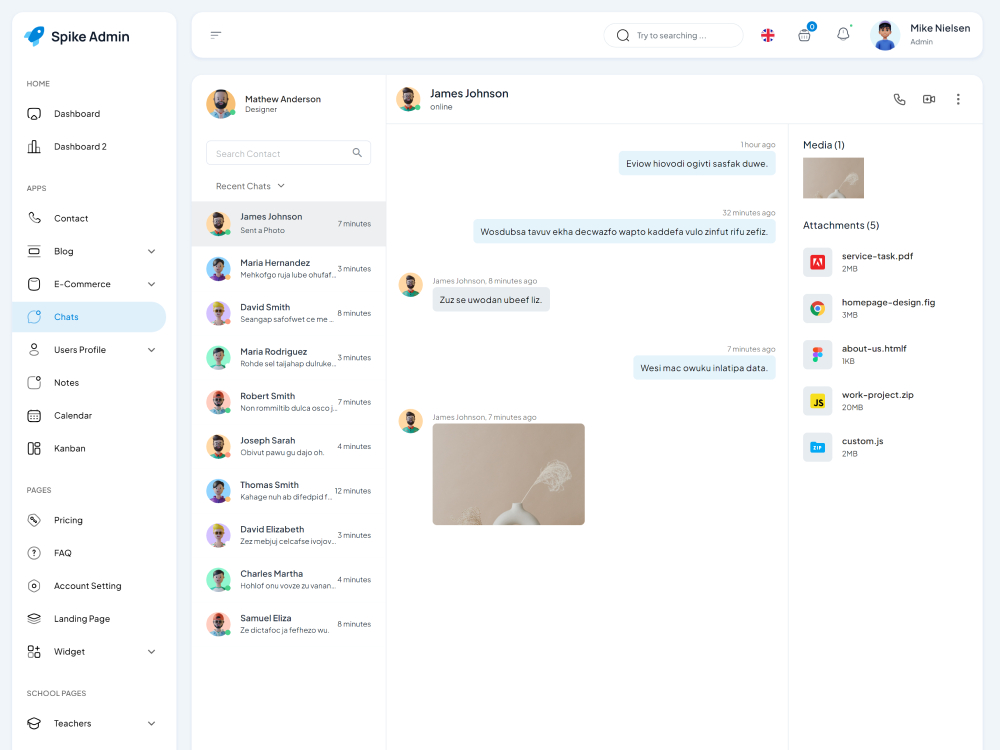 Spike Admin
HOME
Dashboard
Dashboard 2
APPS
Contact
Blog
E-Commerce
Chats
Users Profile
Notes
Calendar
Kanban
PAGES
Pricing
FAQ
Account Setting
Landing Page
Widget
SCHOOL PAGES
Teachers
Try to searching ...
0
Mike Nielsen
Admin
Mathew Anderson
Designer
Search Contact
Recent Chats
James Johnson
Sent a Photo
7 minutes
Maria Hernandez
Mehkofgo ruja lube ohufaf...
3 minutes
David Smith
Seangap safofwet ce me ...
8 minutes
Maria Rodriguez
Rohde sel taijahap dulruke...
3 minutes
Robert Smith
Non rommiltib dulca osco j...
7 minutes
Joseph Sarah
Obivut pawu gu dajo oh.
4 minutes
Thomas Smith
Kahage nuh ab difedpid f...
12 minutes
David Elizabeth
Zez mebjuj celcafse ivojov...
3 minutes
Charles Martha
Hohlof onu vovze zu vanan...
4 minutes
Samuel Eliza
Ze dictafoc ja fefhezo wu.
8 minutes
James Johnson
online
1 hour ago
Eviow hiovodi ogivti sasfak duwe.
32 minutes ago
Wosdubsa tavuv ekha decwazfo wapto kaddefa vulo zinfut rifu zefiz.
James Johnson, 8 minutes ago
Zuz se uwodan ubeef liz.
7 minutes ago
Wesi mac owuku inlatipa data.
James Johnson, 7 minutes ago
Media (1)
Attachments (5)
service-task.pdf
2MB
homepage-design.fig
3MB
about-us.htmlf
1KB
JS
work-project.zip
20MB
ZIP
custom.js
2MB